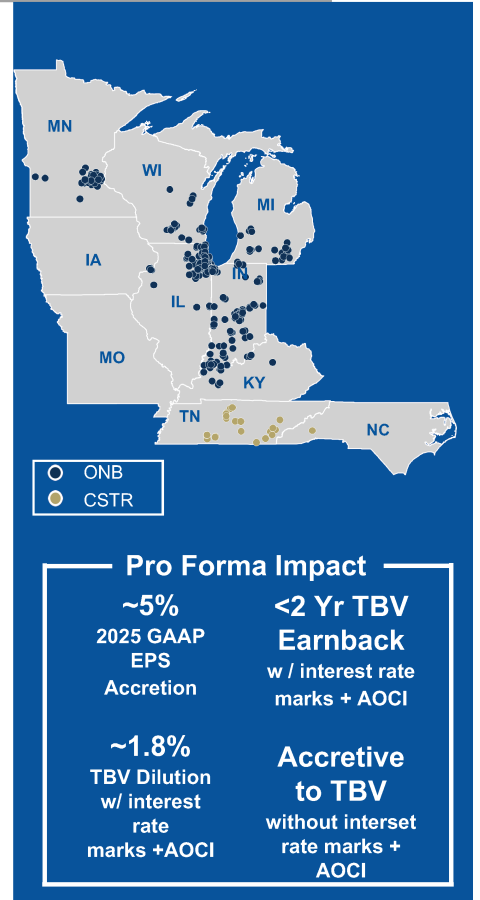 MN
WI
MI
IA
IN
IL
MO
KY
TN
NC
ONB
CSTR
Pro Forma Impact
~5%
2025 GAAP
EPS
Accretion
<2 Yr TBV
Earnback
w / interest rate
marks + AOCI
~1.8%
TBV Dilution
w/ interest
rate
marks +AOCI
Accretive
to TBV
without interset
rate marks +
AOCI